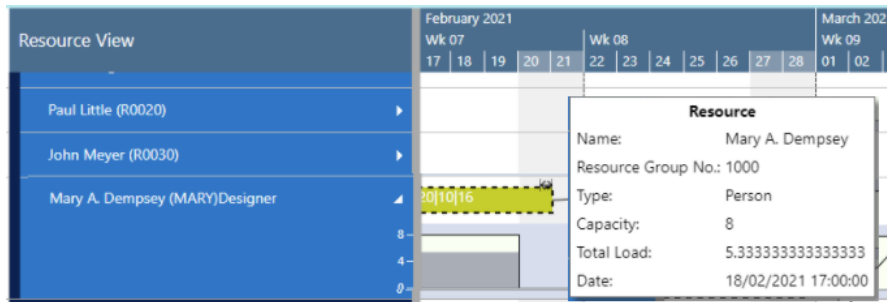 February 2021
March 202
Resource View
Wk 07
Wk 08
Wk 09
17 18 19 20 21 22 23 24 25 26 27 28 01 02
Paul Little (R0020)
John Meyer (R0030)
Mary A. Dempsey (MARY)Designer
20|10|16
8
4
0
Resource
Name: Mary A. Dempsey
Resource Group No.: 1000
Type: Person
Capacity: 8
Total Load: 5.333333333333333
Date: 18/02/2021 17:00:00